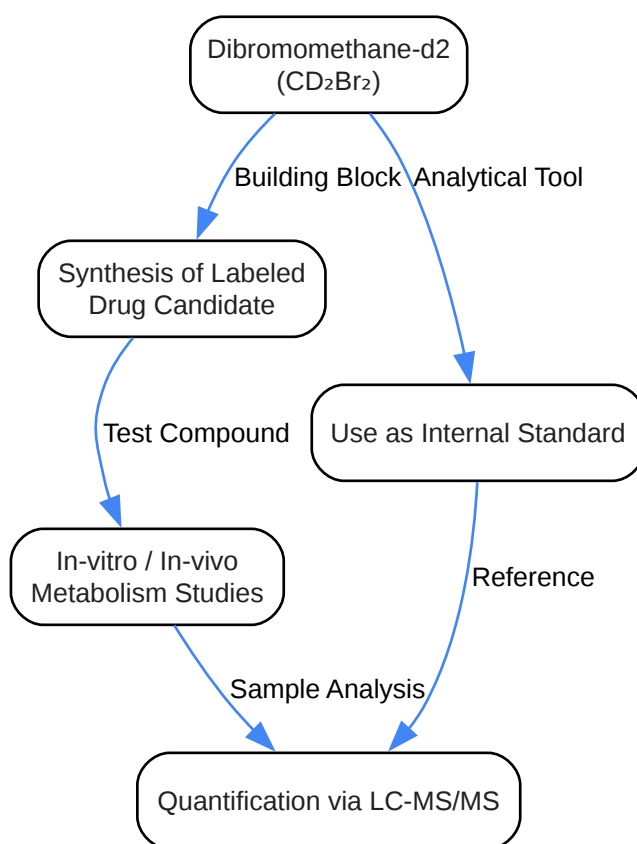 Dibromomethane-d2
(CD₂Br₂)
Building Block
Analytical Tool
Synthesis of Labeled
Drug Candidate
Test Compound
Use as Internal Standard
In-vitro / In-vivo
Metabolism Studies
Reference
Sample Analysis
Quantification via LC-MS/MS